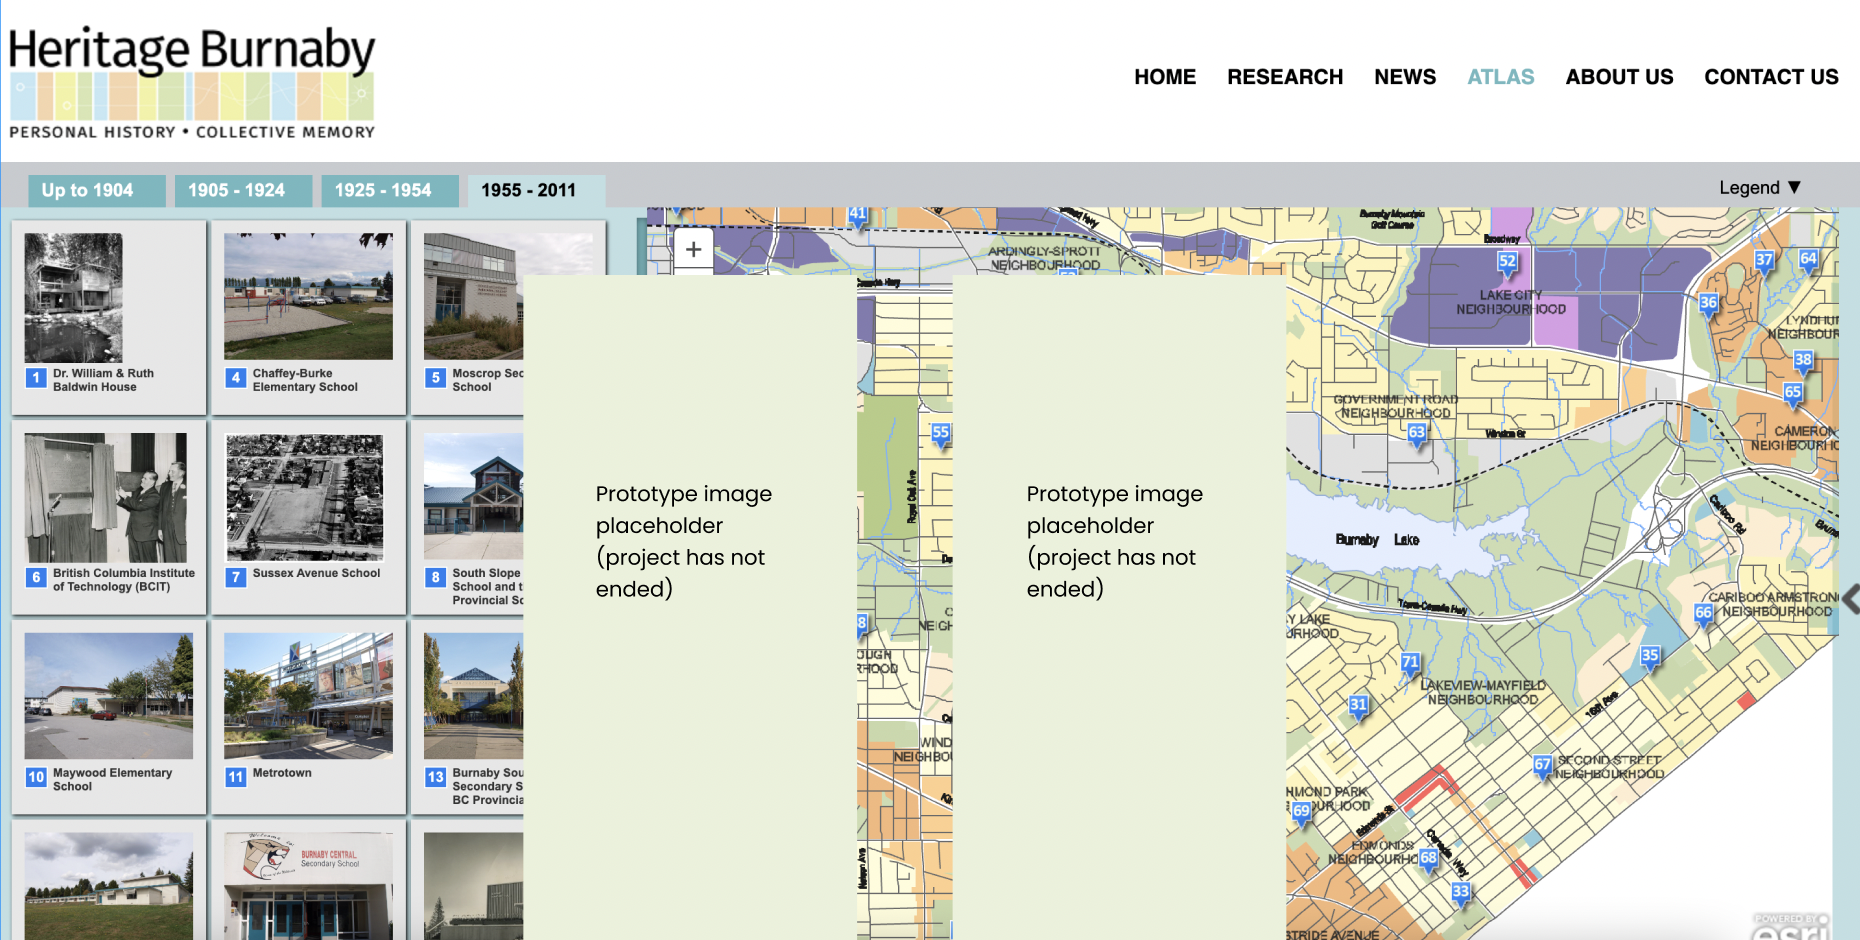 Heritage Burnaby
PERSONAL HISTORY • COLLECTIVE MEMORY
HOME RESEARCH NEWS ATLAS ABOUT US CONTACT US
Up to 1904
1905 - 1924
1925 - 1954
1955 - 2011
Legend ▼
1 Dr. William & Ruth
Baldwin House
4 Chaffey-Burke
Elementary School
5 Moscrop Sec
School
6 British Columbia Institute
of Technology (BCIT)
7 Sussex Avenue School
8 South Slope
School and t
Provincial Sc
10 Maywood Elementary
School
11 Metrotown
13 Burnaby Sou
Secondary S
BC Provincia
BURNABY CENTRAL
Secondary School
Prototype image
placeholder
(project has not
ended)
Prototype image
placeholder
(project has not
ended)
+
41
ARDINGLY-SPROTT
NEIGHBOURHOOD
Burnaby Mountain
Golf Course
Broadway
52
LAKE CITY
NEIGHBOURHOOD
37
64
36
LYNDHUR
NEIGHBOUR
38
65
GOVERNMENT ROAD
NEIGHBOURHOOD
63
Winston St
CAMERON
NEIGHBOURHO
55
Royal Oak Ave
Burnaby Lake
Cariboo Rd
Trans-Canada Hwy
CARIBOO-ARMSTRONG
NEIGHBOURHOOD
66
Y LAKE
URHOOD
8
NEIGH
OUGH
RHOOD
71
35
LAKEVIEW-MAYFIELD
NEIGHBOURHOOD
31
16th Ave
WIND
NEIGHBOU
67
SECOND STREET
NEIGHBOURHOOD
HMOND PARK
OURHOOD
69
Edmonds St
Canada Way
EDMONDS
NEIGHBOURHO
68
33
Nelson Ave
STRIDE AVENUE
POWERED BY
esri